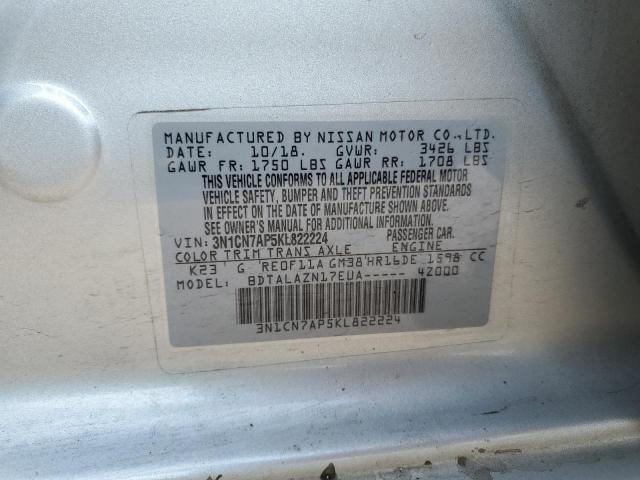 MANUFACTURED BY NISSAN MOTOR CO.,LTD.
DATE: 10/18. GVWR: 3426 LBS
GAWR FR: 1750 LBS GAWR RR: 1708 LBS
THIS VEHICLE CONFORMS TO ALL APPLICABLE FEDERAL MOTOR
VEHICLE SAFETY, BUMPER AND THEFT PREVENTION STANDARDS
IN EFFECT ON THE DATE OF MANUFACTURE SHOWN ABOVE.
SEE OWNER'S MANUAL FOR ADDITIONAL INFORMATION.
VIN: 3N1CN7AP5KL822224 PASSENGER CAR.
COLOR TRIM TRANS AXLE ENGINE
K23 G RE0F11A GM38 HR16DE 1598 CC
MODEL: BDTALAZN17EUA----- 42000
3N1CN7AP5KL822224